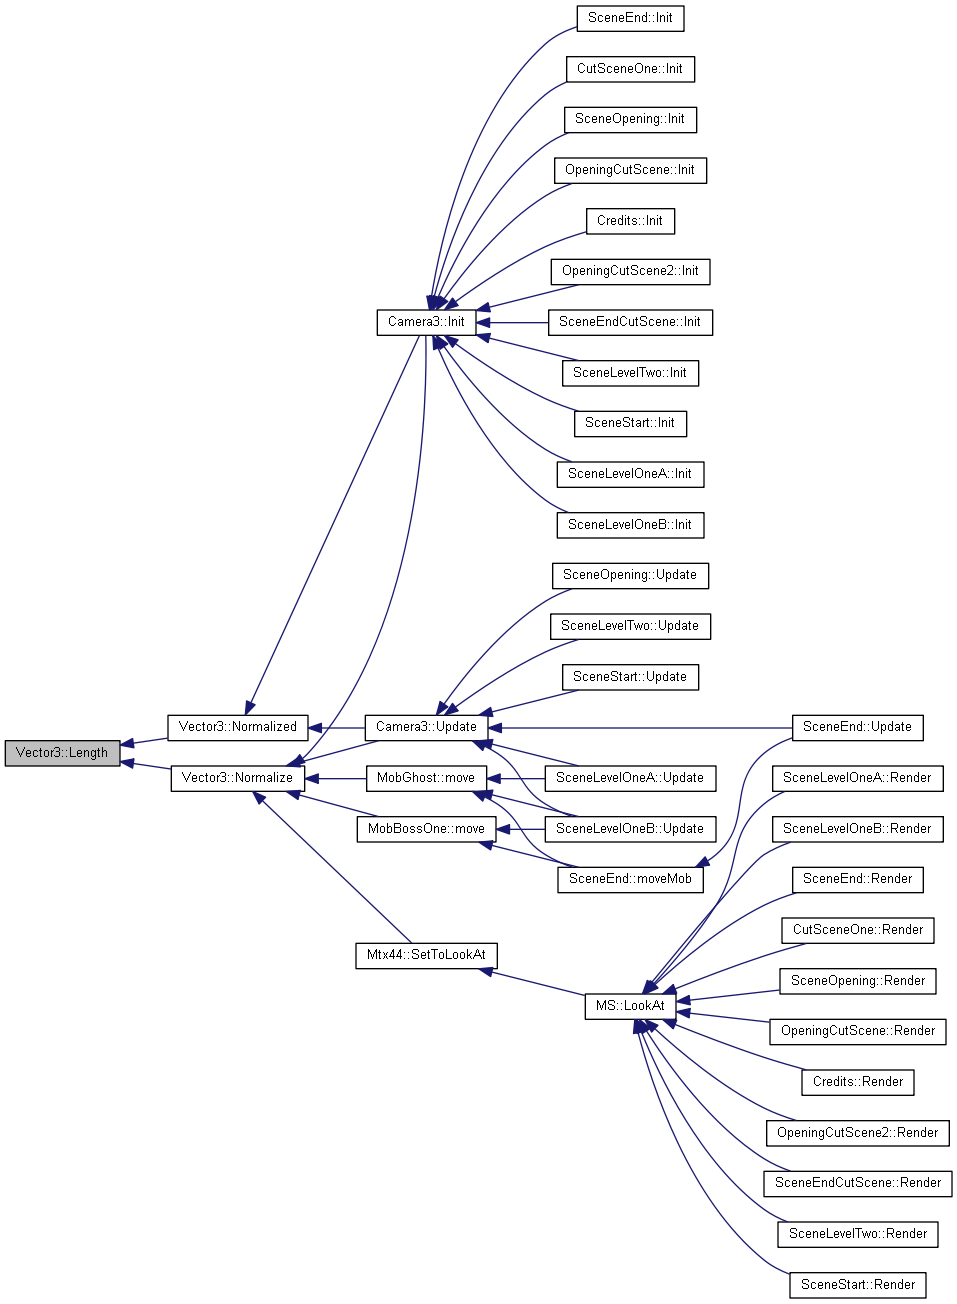 SceneEnd::Init
CutSceneOne::Init
SceneOpening::Init
OpeningCutScene::Init
Credits::Init
OpeningCutScene2::Init
Camera3::Init
SceneEndCutScene::Init
SceneLevelTwo::Init
SceneStart::Init
SceneLevelOneA::Init
SceneLevelOneB::Init
SceneOpening::Update
SceneLevelTwo::Update
SceneStart::Update
Vector3::Normalized
Camera3::Update
SceneEnd::Update
Vector3::Length
Vector3::Normalize
MobGhost::move
SceneLevelOneA::Update
SceneLevelOneA::Render
MobBossOne::move
SceneLevelOneB::Update
SceneLevelOneB::Render
SceneEnd::moveMob
SceneEnd::Render
CutSceneOne::Render
Mtx44::SetToLookAt
SceneOpening::Render
MS::LookAt
OpeningCutScene::Render
Credits::Render
OpeningCutScene2::Render
SceneEndCutScene::Render
SceneLevelTwo::Render
SceneStart::Render